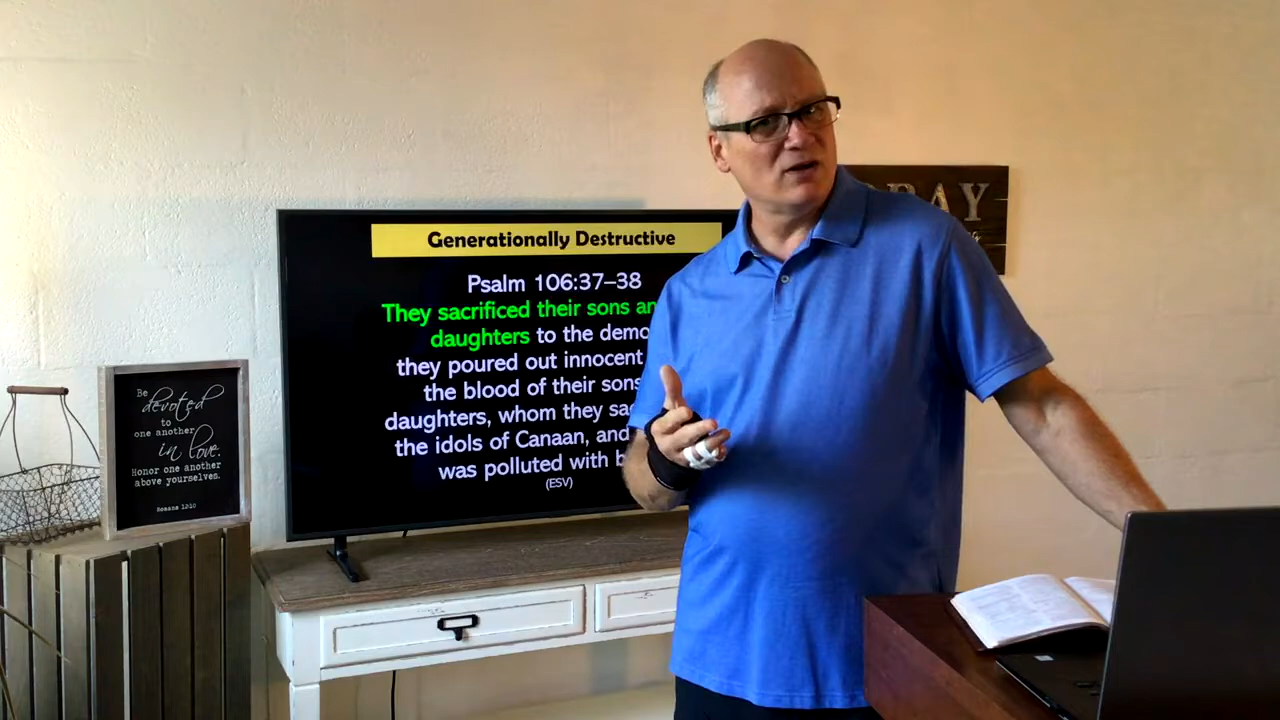 Generationally Destructive
Psalm 106:37–38
They sacrificed their sons an
daughters to the demo
they poured out innocent
the blood of their sons
daughters, whom they sac
the idols of Canaan, and
was polluted with b
(ESV)
Be
devoted
to
one another
in love.
Honor one another
above yourselves.
Romans 12:10
RAY